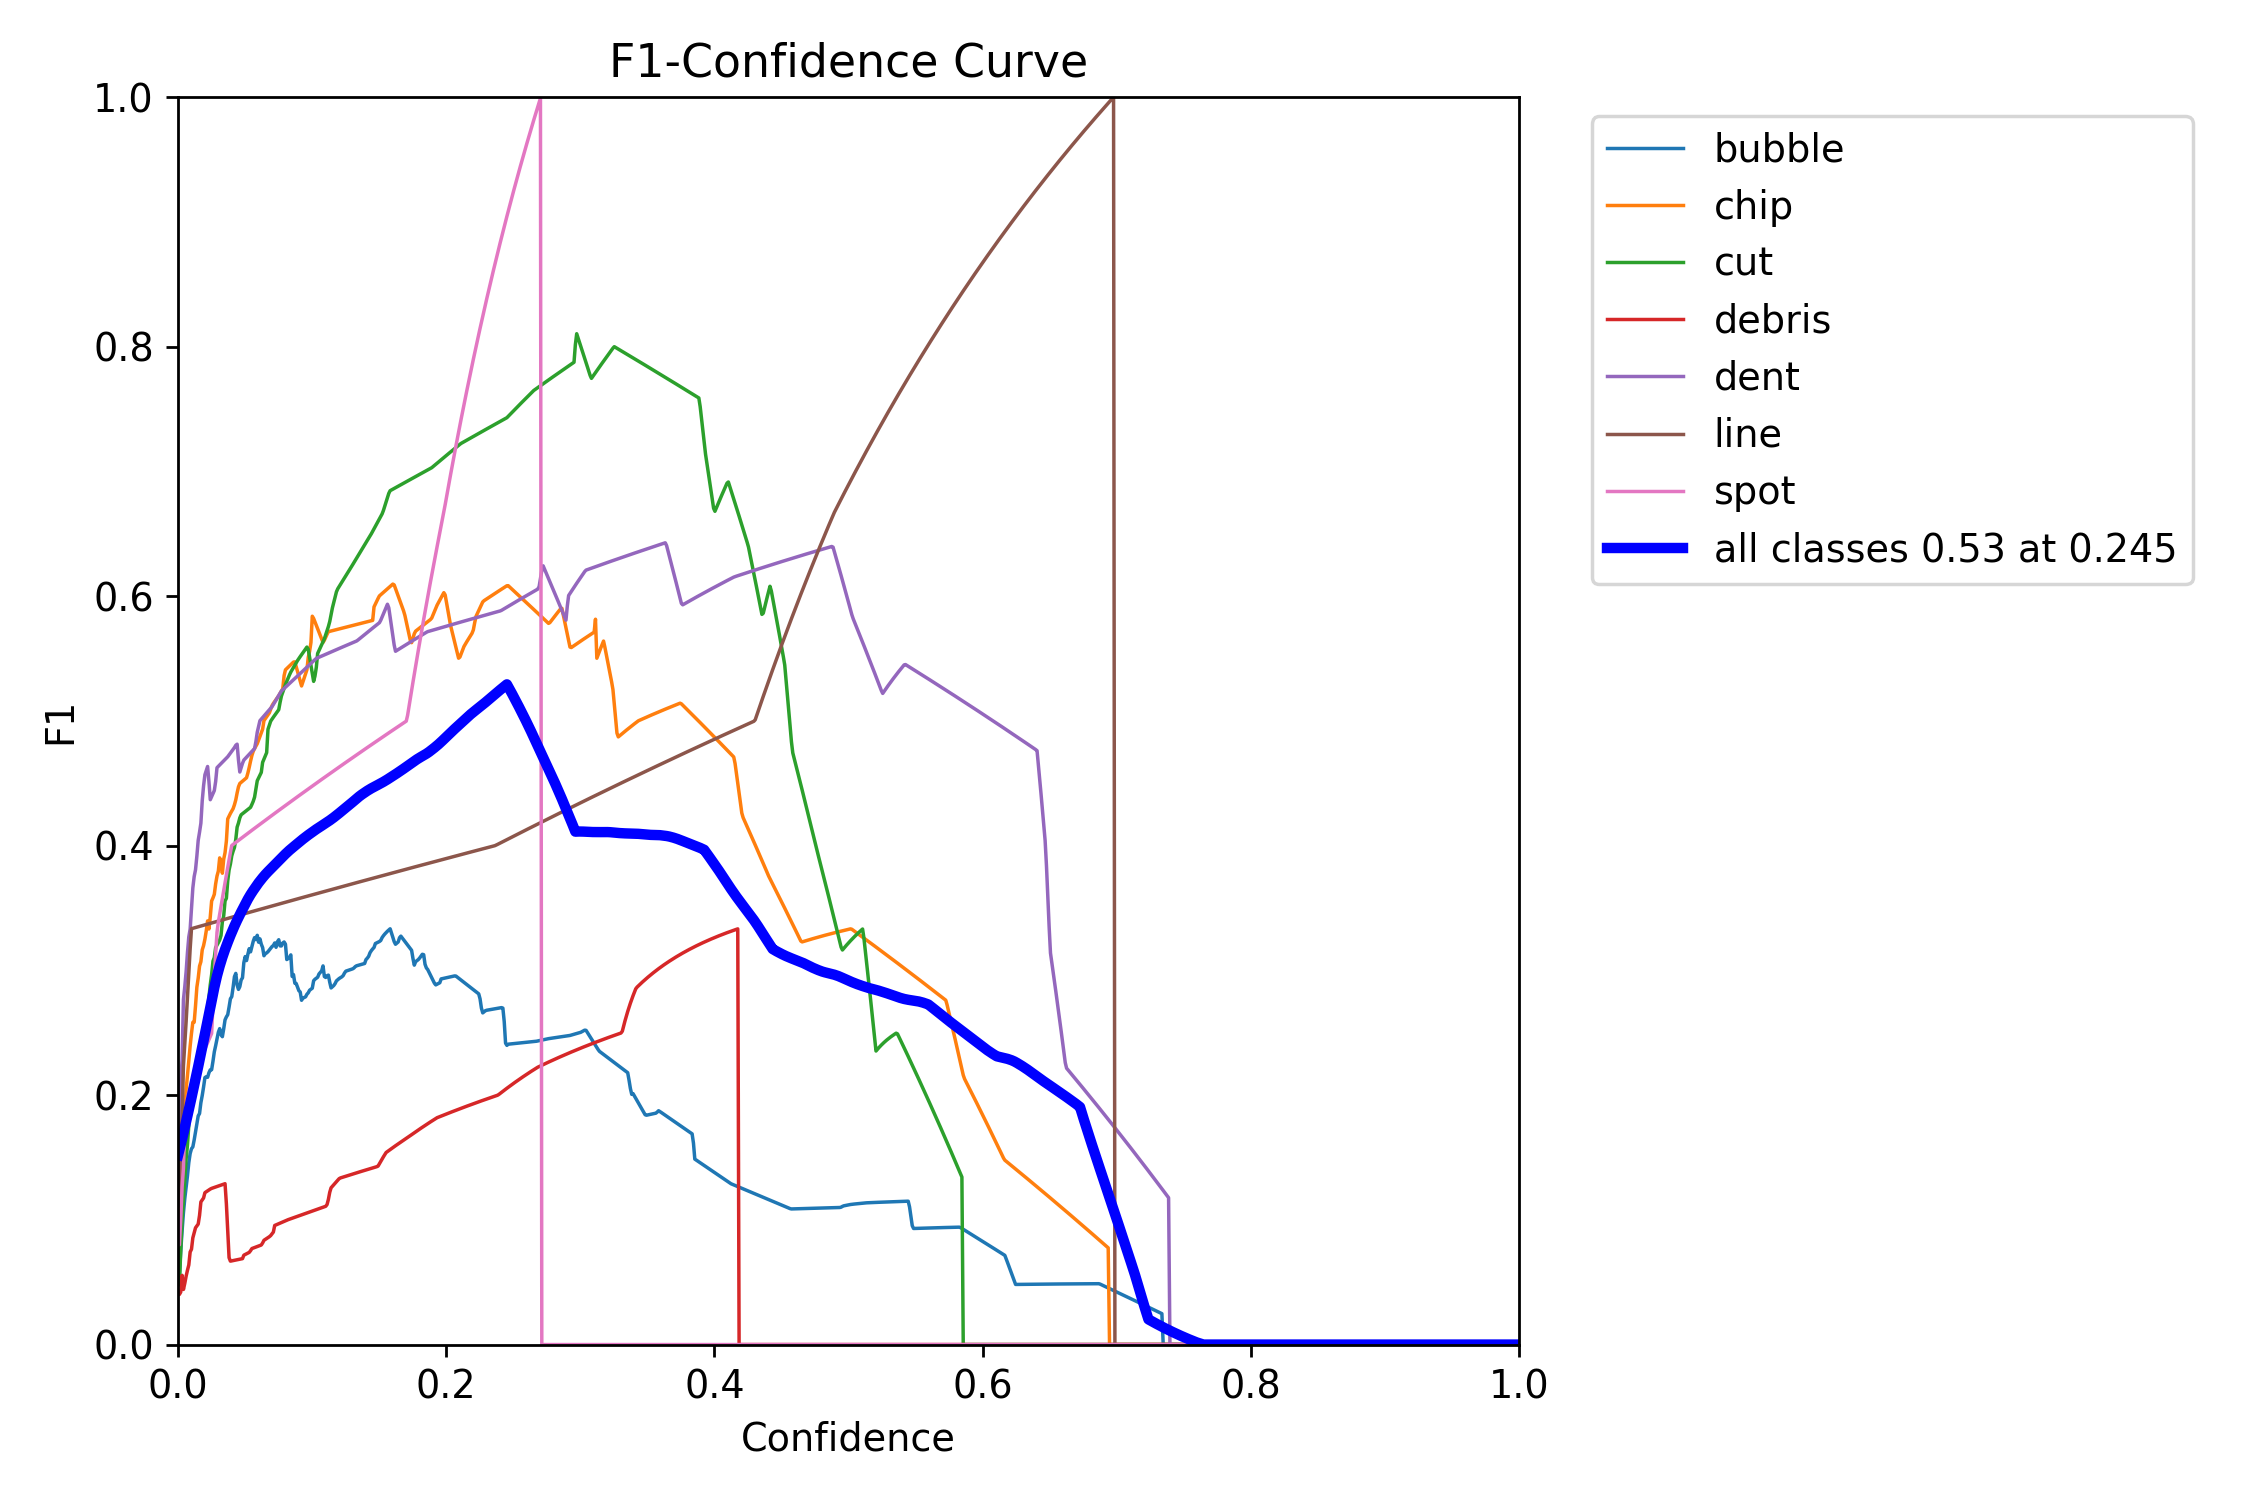 F1-Confidence Curve
1.0
0.8
0.6
0.4
0.2
0.0
F1
0.0 0.2 0.4 0.6 0.8 1.0
Confidence
bubble
chip
cut
debris
dent
line
spot
all classes 0.53 at 0.245